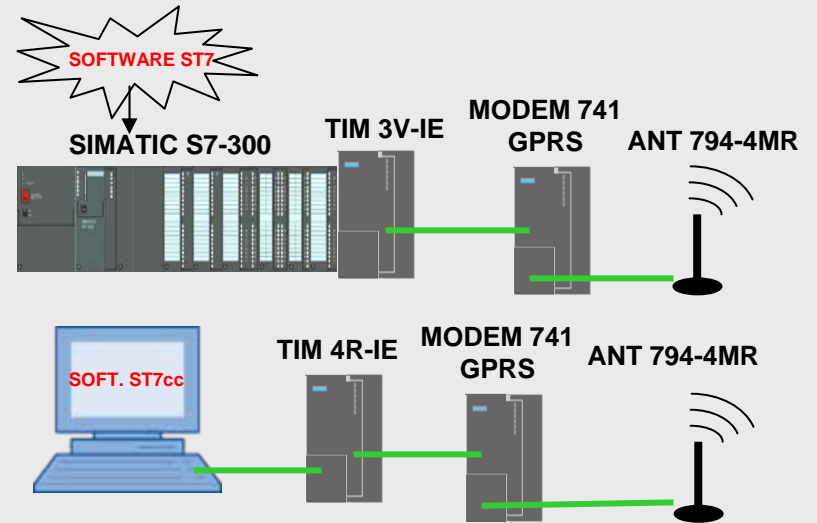 SOFTWARE ST7
SIMATIC S7-300
TIM 3V-IE
MODEM 741
GPRS
ANT 794-4MR
SOFT. ST7cc
TIM 4R-IE
MODEM 741
GPRS
ANT 794-4MR